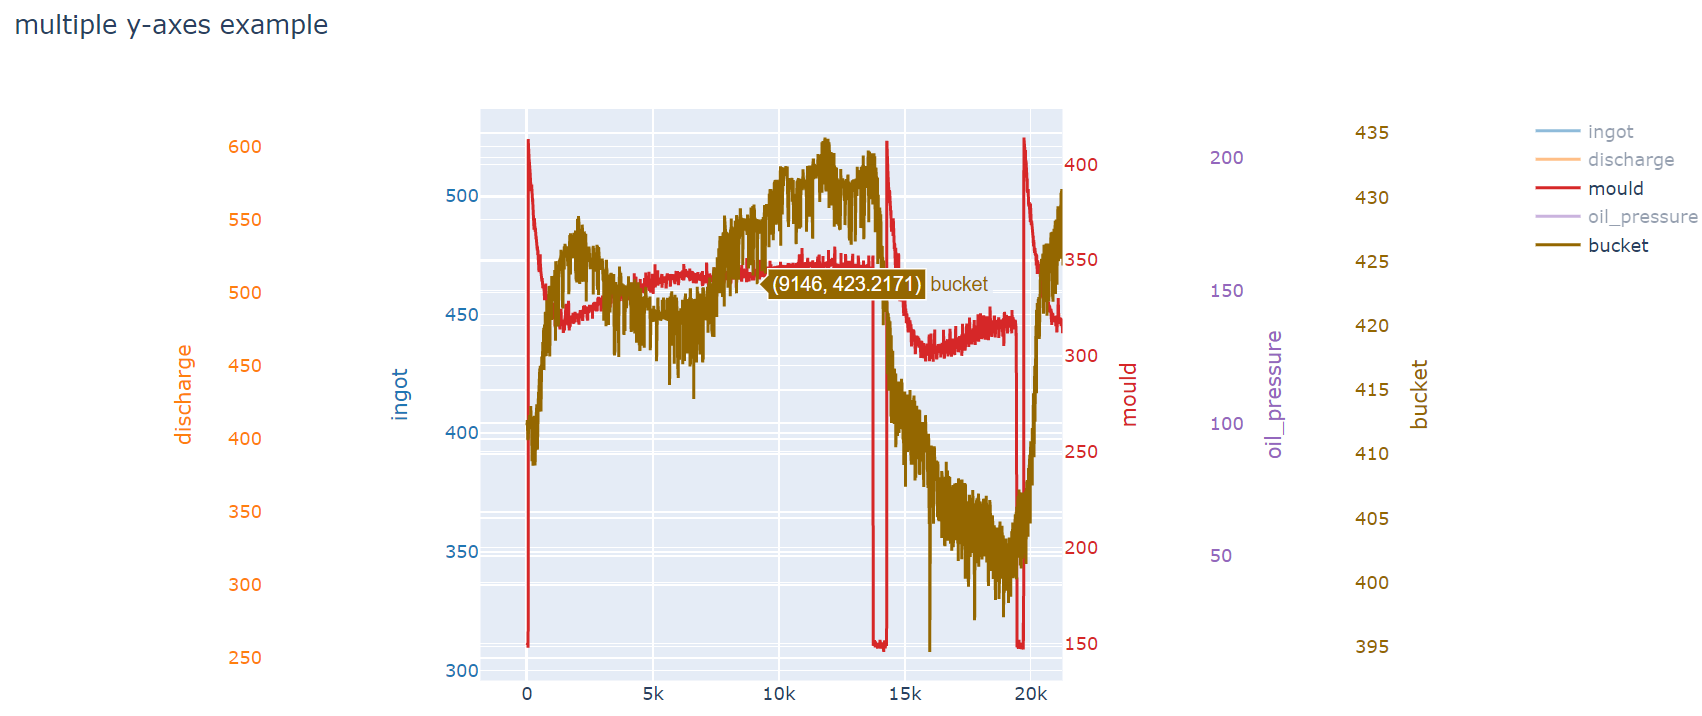 multiple y-axes example
600
550
500
450
400
350
300
250
discharge
500
450
400
350
300
ingot
(9146, 423.2171) bucket
0 5k 10k 15k 20k
400
350
300
250
200
150
mould
200
150
100
50
oil_pressure
435
430
425
420
415
410
405
400
395
bucket
ingot
discharge
mould
oil_pressure
bucket